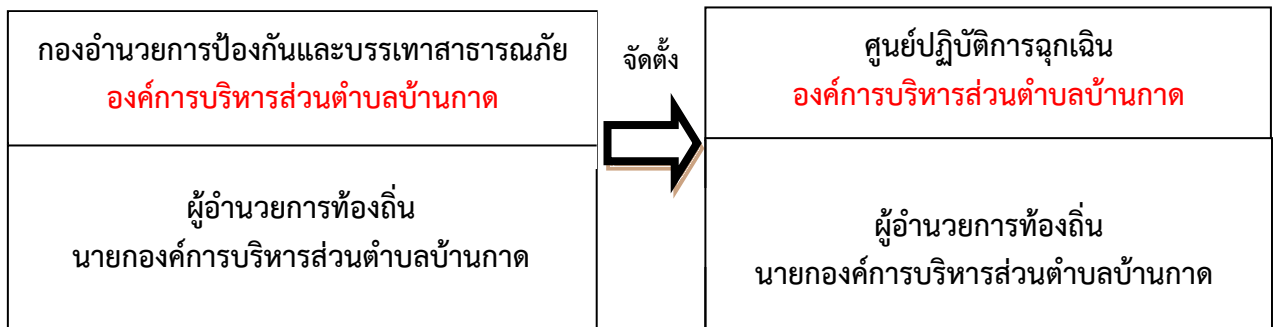 กองอำนวยการป้องกันและบรรเทาสาธารณภัย
องค์การบริหารส่วนตำบลบ้านกาด
ผู้อำนวยการท้องถิ่น
นายกองค์การบริหารส่วนตำบลบ้านกาด
จัดตั้ง
ศูนย์ปฏิบัติการฉุกเฉิน
องค์การบริหารส่วนตำบลบ้านกาด
ผู้อำนวยการท้องถิ่น
นายกองค์การบริหารส่วนตำบลบ้านกาด